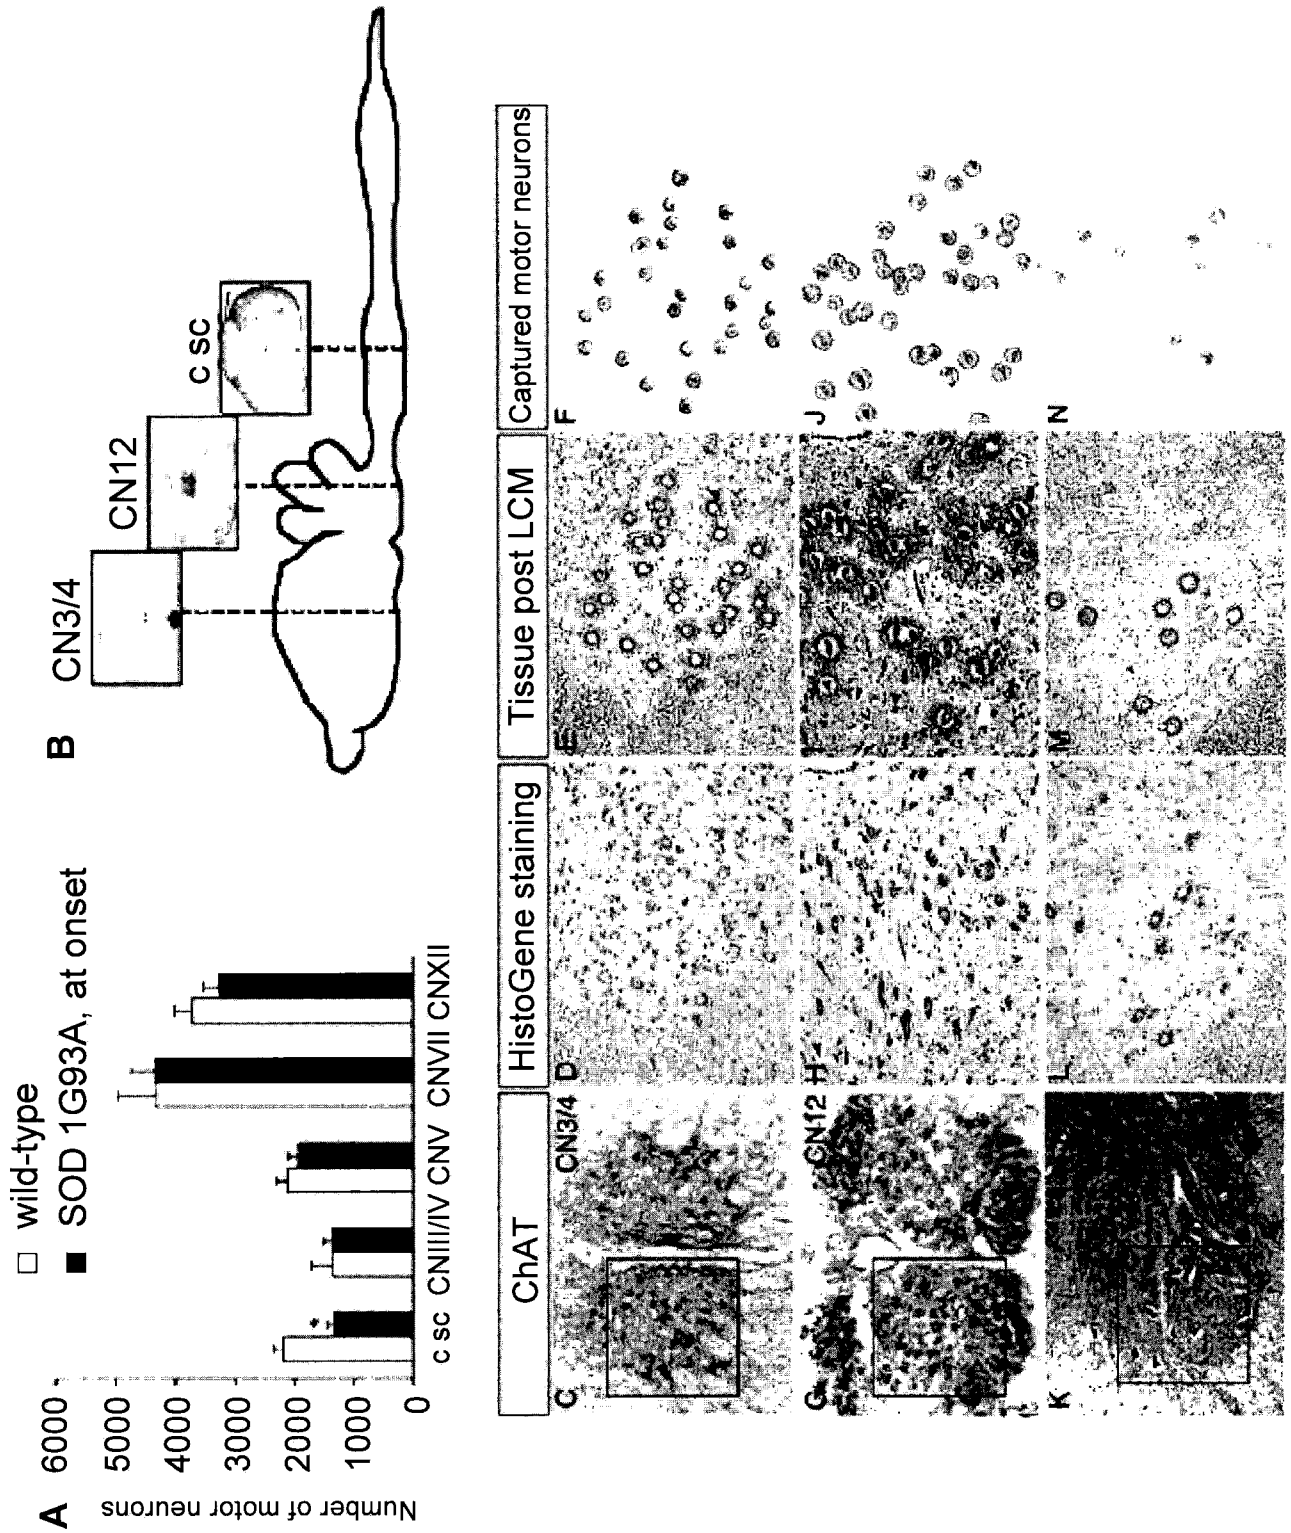 A
Number of motor neurons
6000
5000
4000
3000
2000
1000
0
wild-type
SOD 1G93A, at onset
*
c sc CNIII/IV CNV CNVII CNXII
B
CN3/4
CN12
c sc
ChAT
HistoGene staining
Tissue post LCM
Captured motor neurons
C
CN3/4
D
E
F
G
CN12
H
I
J
K
L
M
N